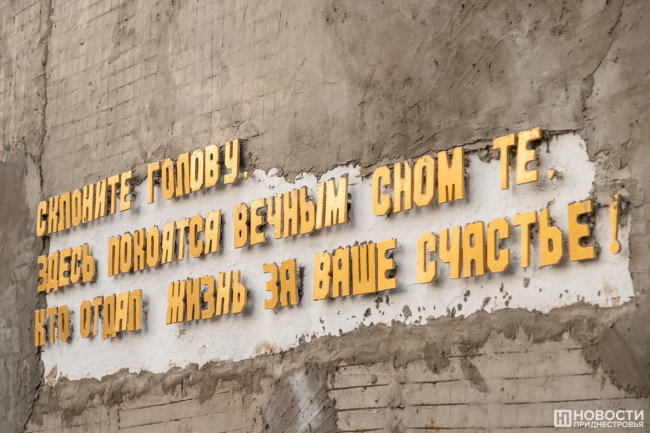 СКЛОНИТЕ ГОЛОВУ.
ЗДЕСЬ ПОКОЯТСЯ ВЕЧНЫМ СНОМ ТЕ,
КТО ОТДАЛ ЖИЗНЬ ЗА ВАШЕ СЧАСТЬЕ!
НОВОСТИ
ПРИДНЕСТРОВЬЯ